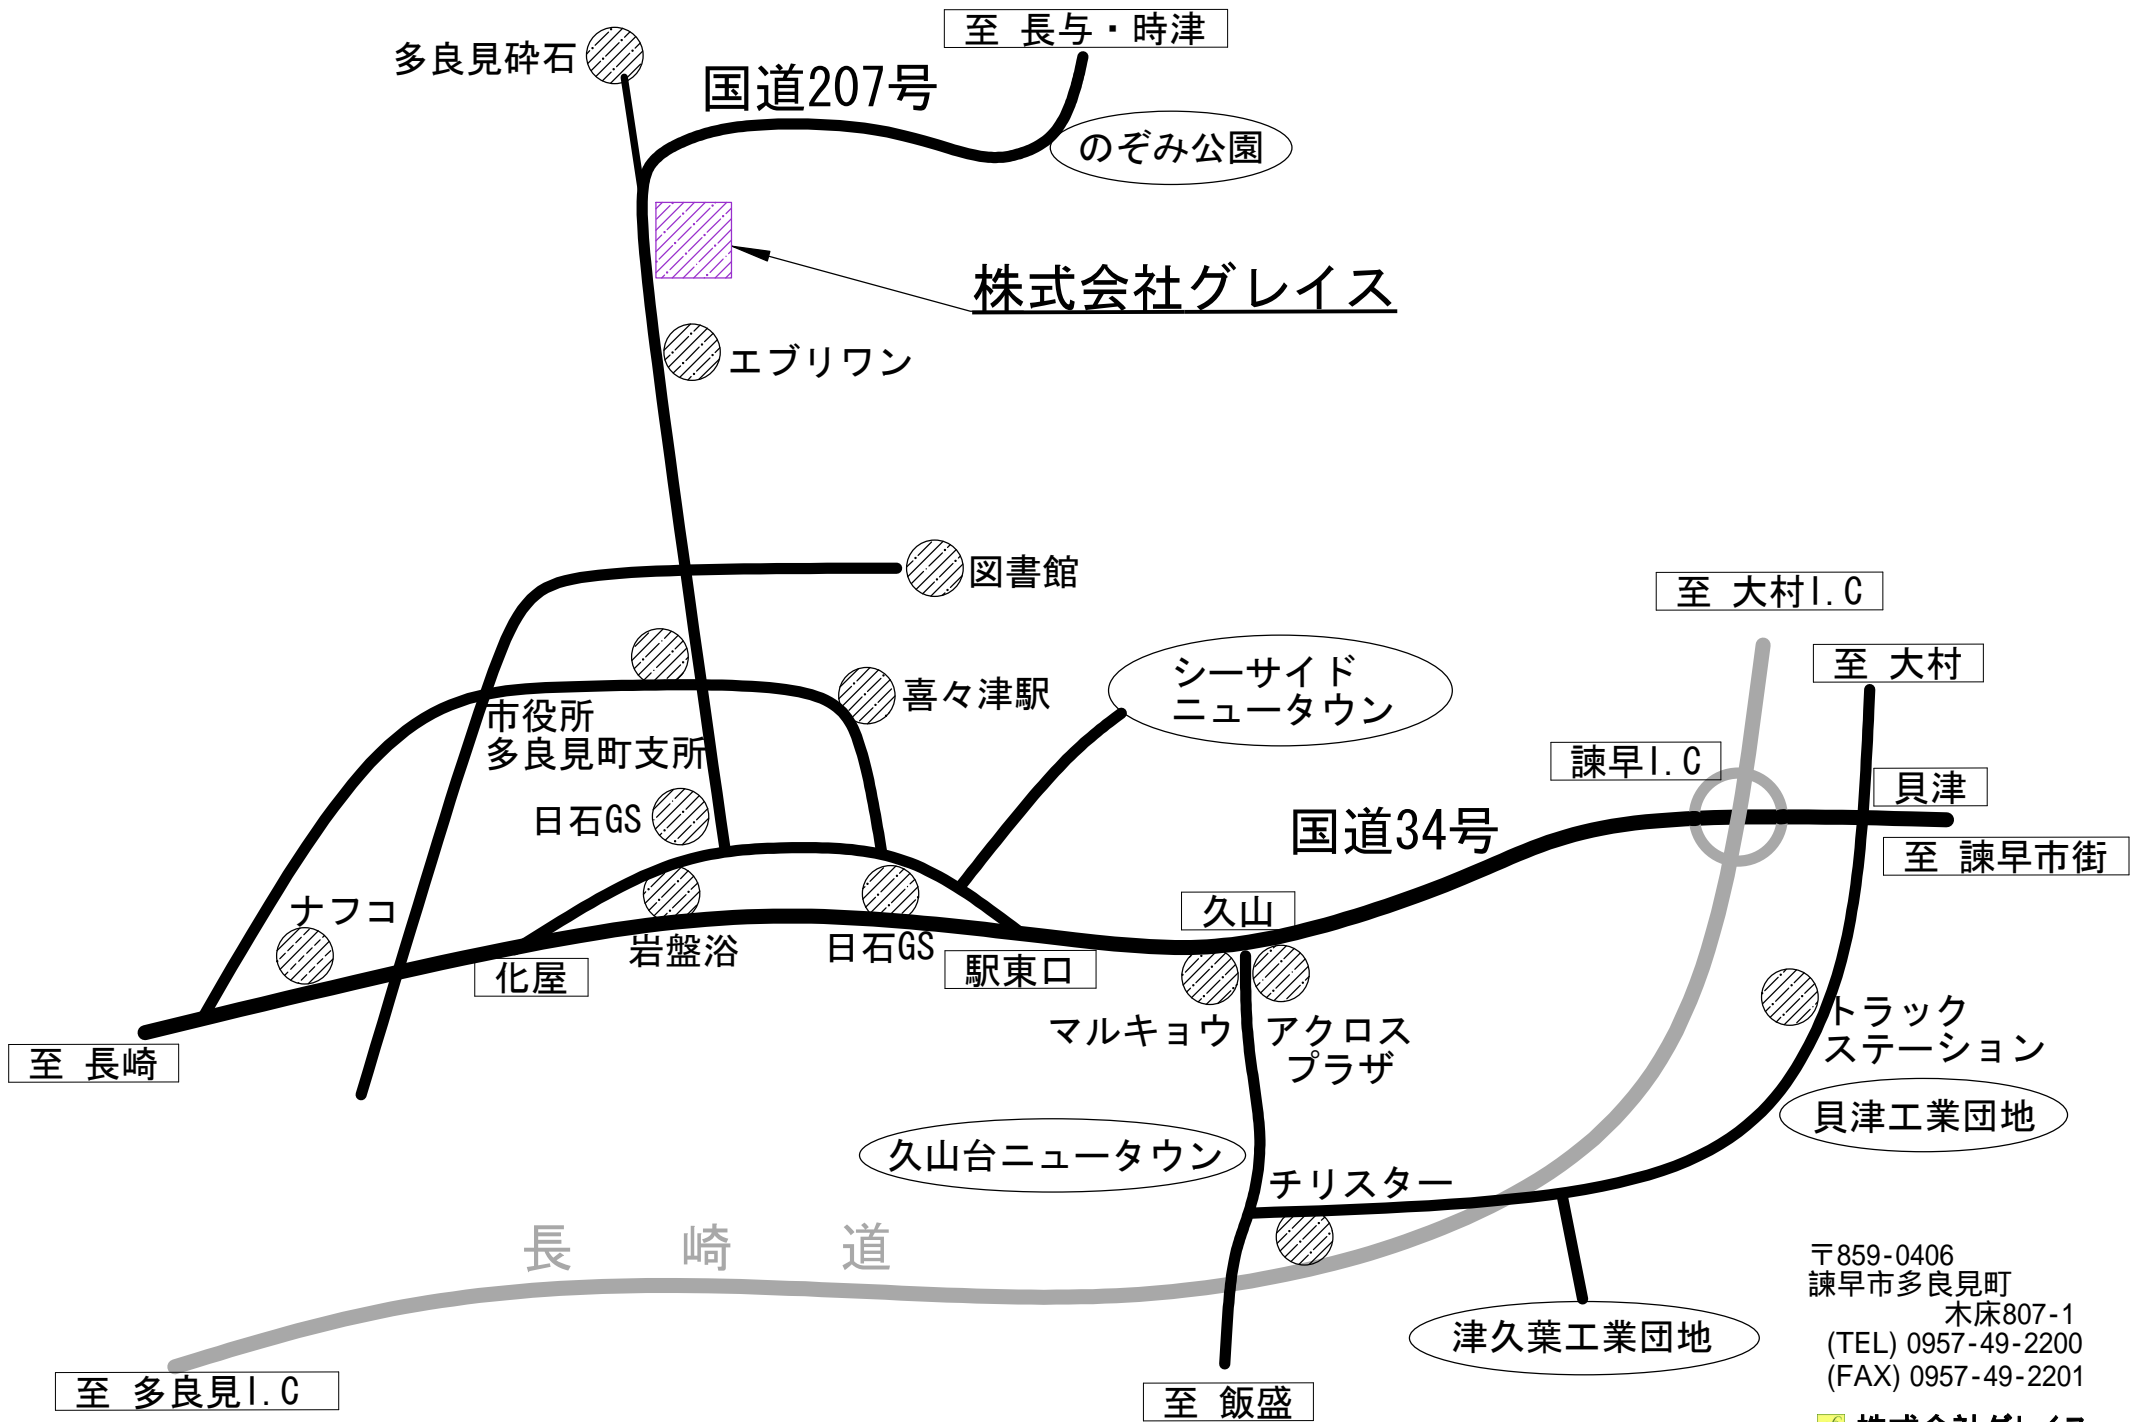 至 長与・時津
多良見砕石
国道207号
のぞみ公園
株式会社グレイス
エブリワン
図書館
至 大村I.C
至 大村
シーサイド
ニュータウン
喜々津駅
市役所
多良見町支所
諫早I.C
貝津
日石GS
国道34号
至 諫早市街
ナフコ
久山
岩盤浴
日石GS
化屋
駅東口
マルキョウ
アクロス
プラザ
トラック
ステーション
至 長崎
貝津工業団地
久山台ニュータウン
チリスター
長 崎 道
〒859-0406
諫早市多良見町
木床807-1
(TEL) 0957-49-2200
(FAX) 0957-49-2201
津久葉工業団地
至 多良見I.C
至 飯盛
株式会社グレイス